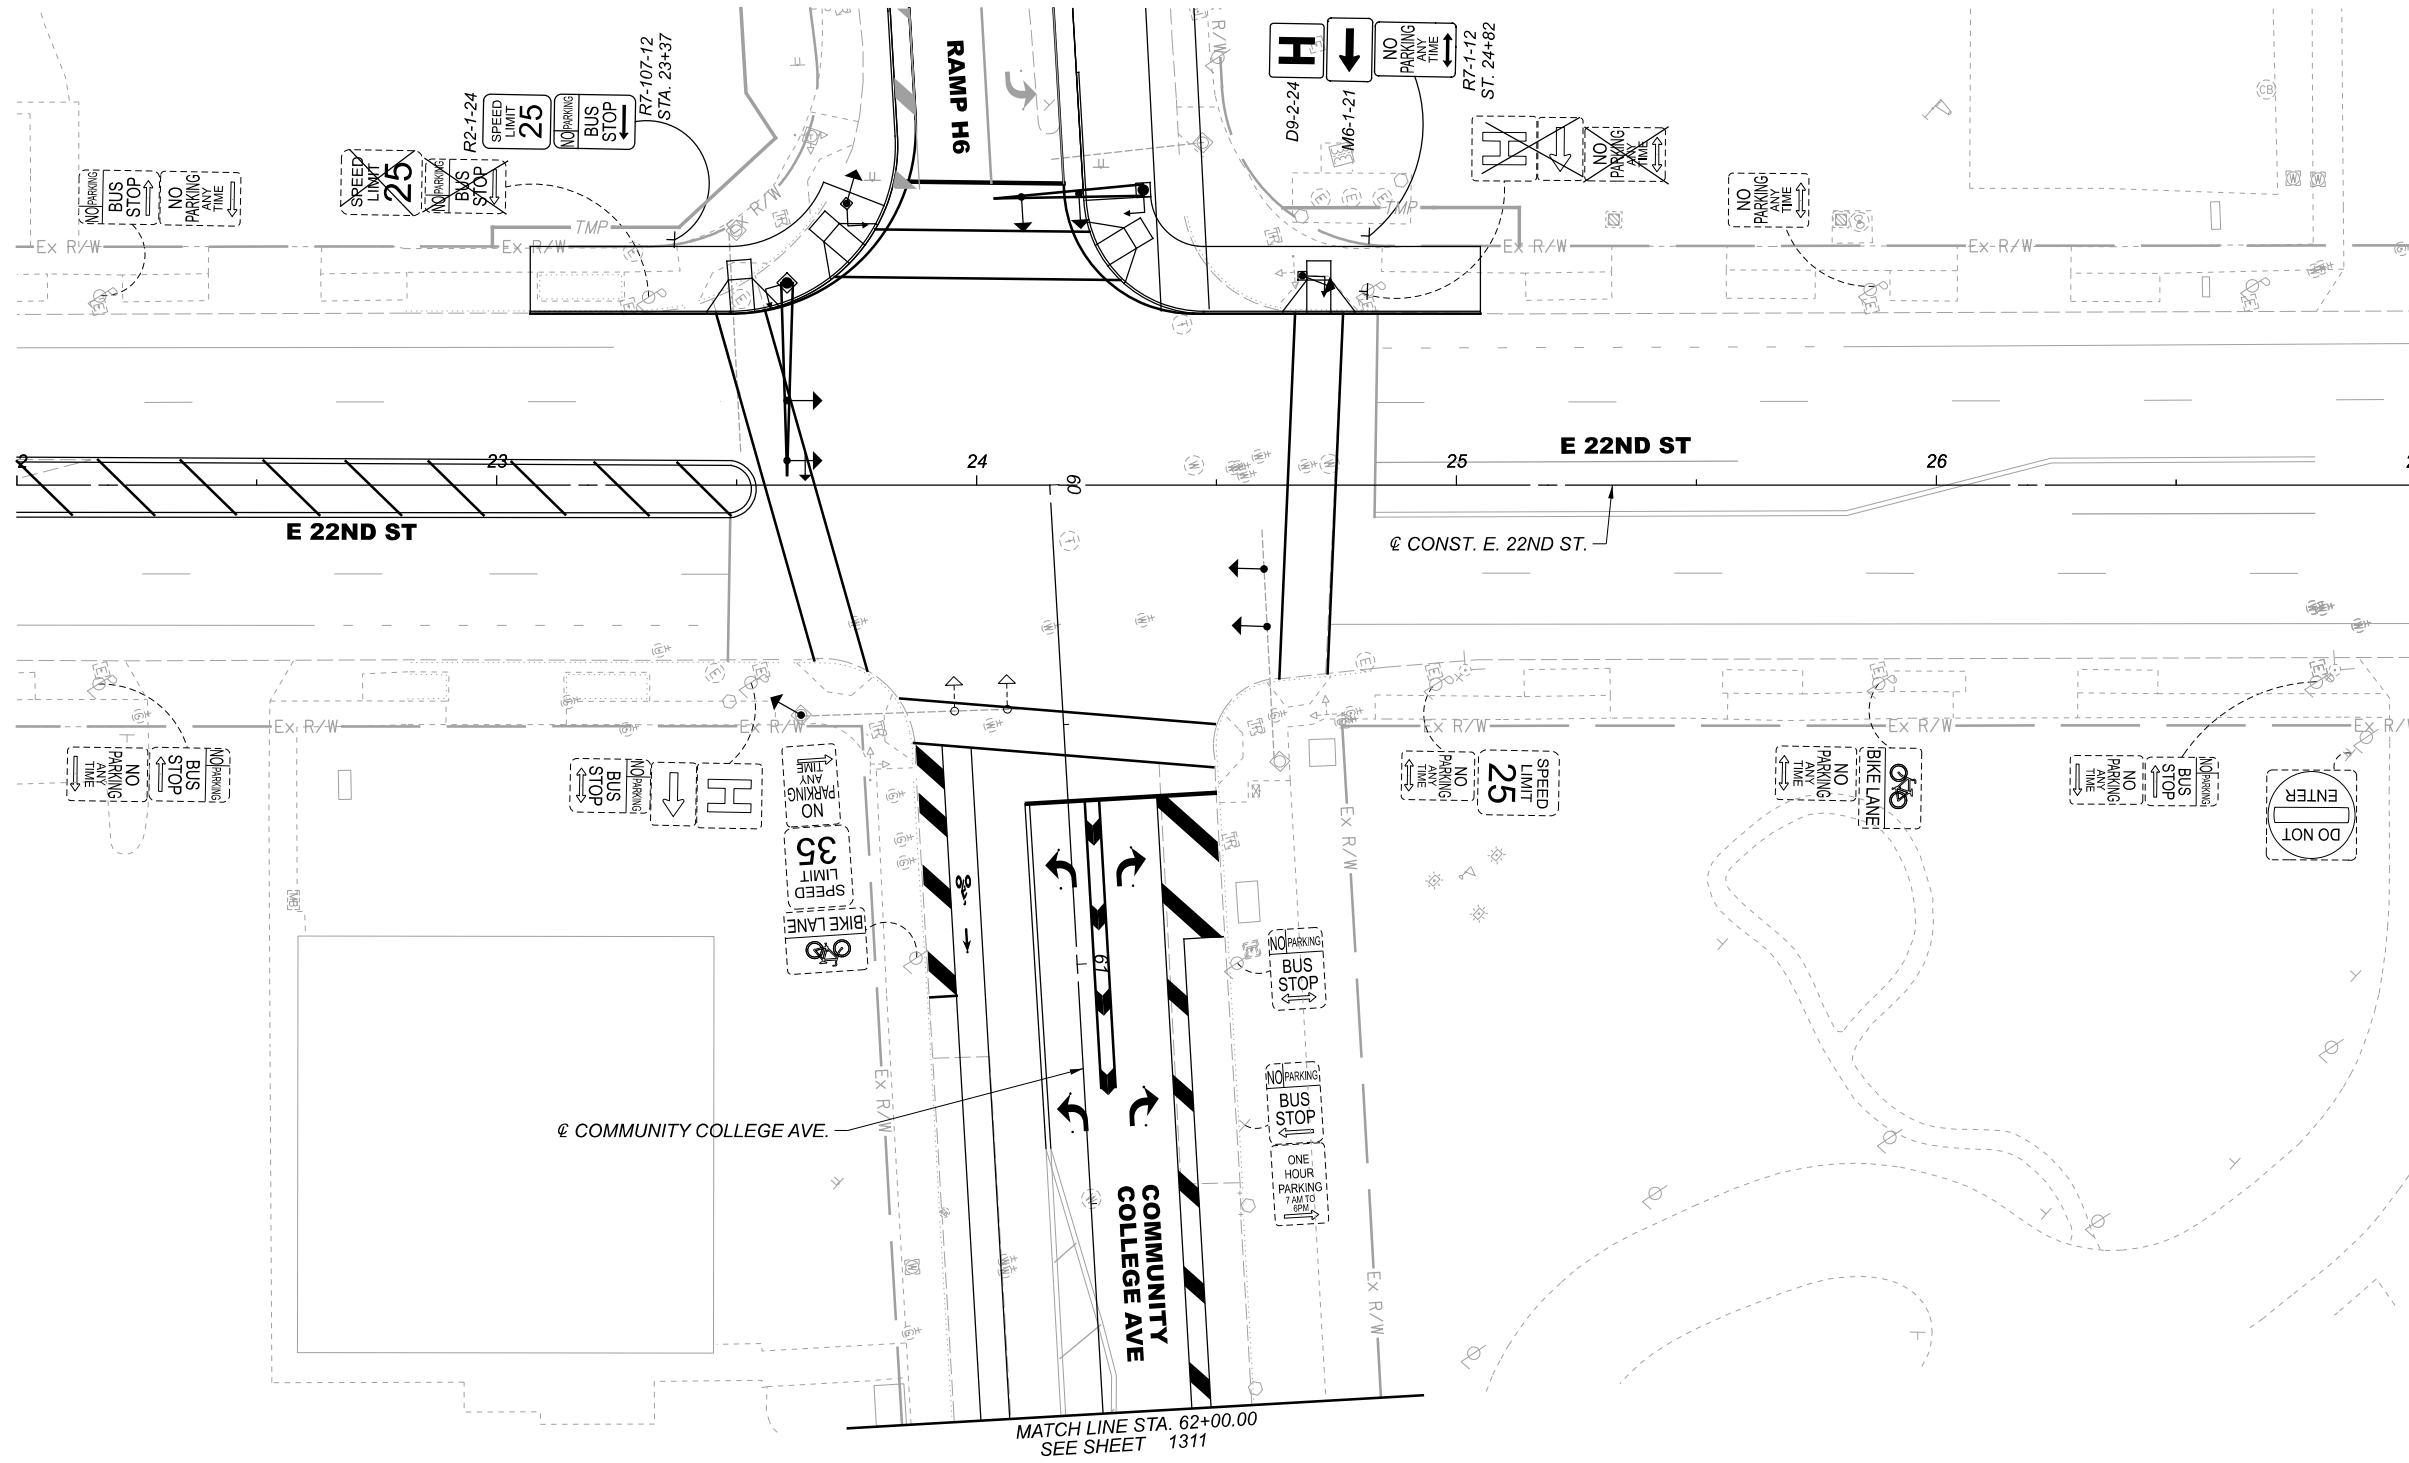 R2-1-24
SPEED
LIMIT
25
NO PARKING
BUS
STOP
R7-107-12
STA. 23+37
RAMP H6
H
D9-2-24
M6-1-21
NO
PARKING
ANY
TIME
R7-1-12
ST. 24+82
R/W
CB
NO PARKING
BUS
STOP
NO
PARKING
ANY
TIME
SPEED
LIMIT
25
NO PARKING
BUS
STOP
H
NO
PARKING
ANY
TIME
NO
PARKING
ANY
TIME
Ex R/W
TMP
Ex R/W
Ex R/W
TMP
Ex R/W
Ex R/W
E 22ND ST
2
23
24
25
26
60
E 22ND ST
℄ CONST. E. 22ND ST.
Ex R/W
Ex R/W
Ex R/W
Ex R/W
Ex R/W
NO
PARKING
ANY
TIME
NO PARKING
BUS
STOP
NO PARKING
BUS
STOP
H
NO
PARKING
ANY
TIME
SPEED
LIMIT
35
BIKE LANE
NO
PARKING
ANY
TIME
SPEED
LIMIT
25
NO
PARKING
ANY
TIME
BIKE LANE
NO
PARKING
ANY
TIME
NO PARKING
BUS
STOP
DO NOT
ENTER
Ex R/W
MB
61
NO PARKING
BUS
STOP
Ex R/W
NO PARKING
BUS
STOP
ONE
HOUR
PARKING
7 AM TO
6PM
℄ COMMUNITY COLLEGE AVE.
COMMUNITY
COLLEGE AVE
Ex R/W
MATCH LINE STA. 62+00.00
SEE SHEET 1311